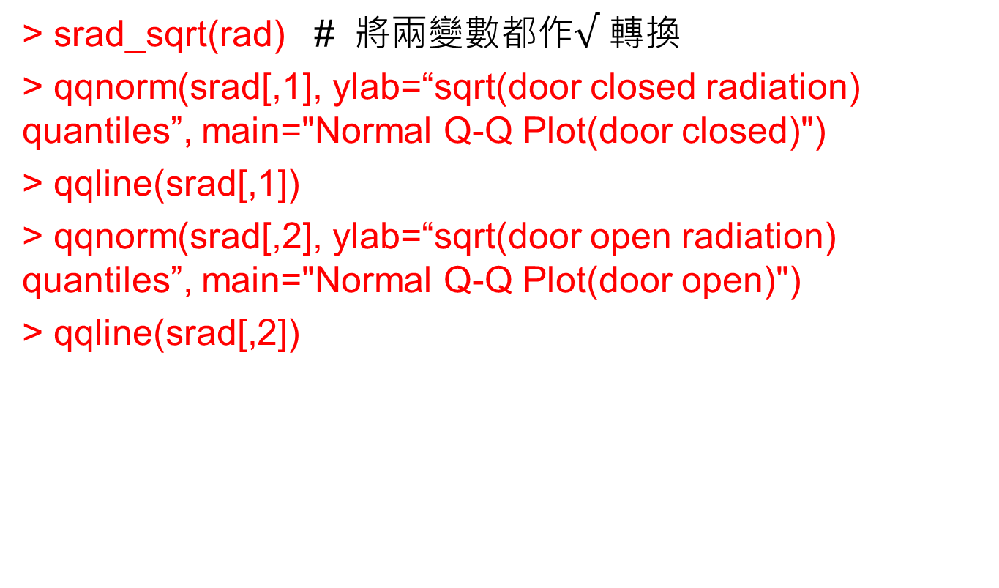 > srad_sqrt(rad)  # 將兩變數都作√ 轉換
> qqnorm(srad[,1], ylab=“sqrt(door closed radiation)
quantiles”, main="Normal Q-Q Plot(door closed)")
> qqline(srad[,1])
> qqnorm(srad[,2], ylab=“sqrt(door open radiation)
quantiles”, main="Normal Q-Q Plot(door open)")
> qqline(srad[,2])